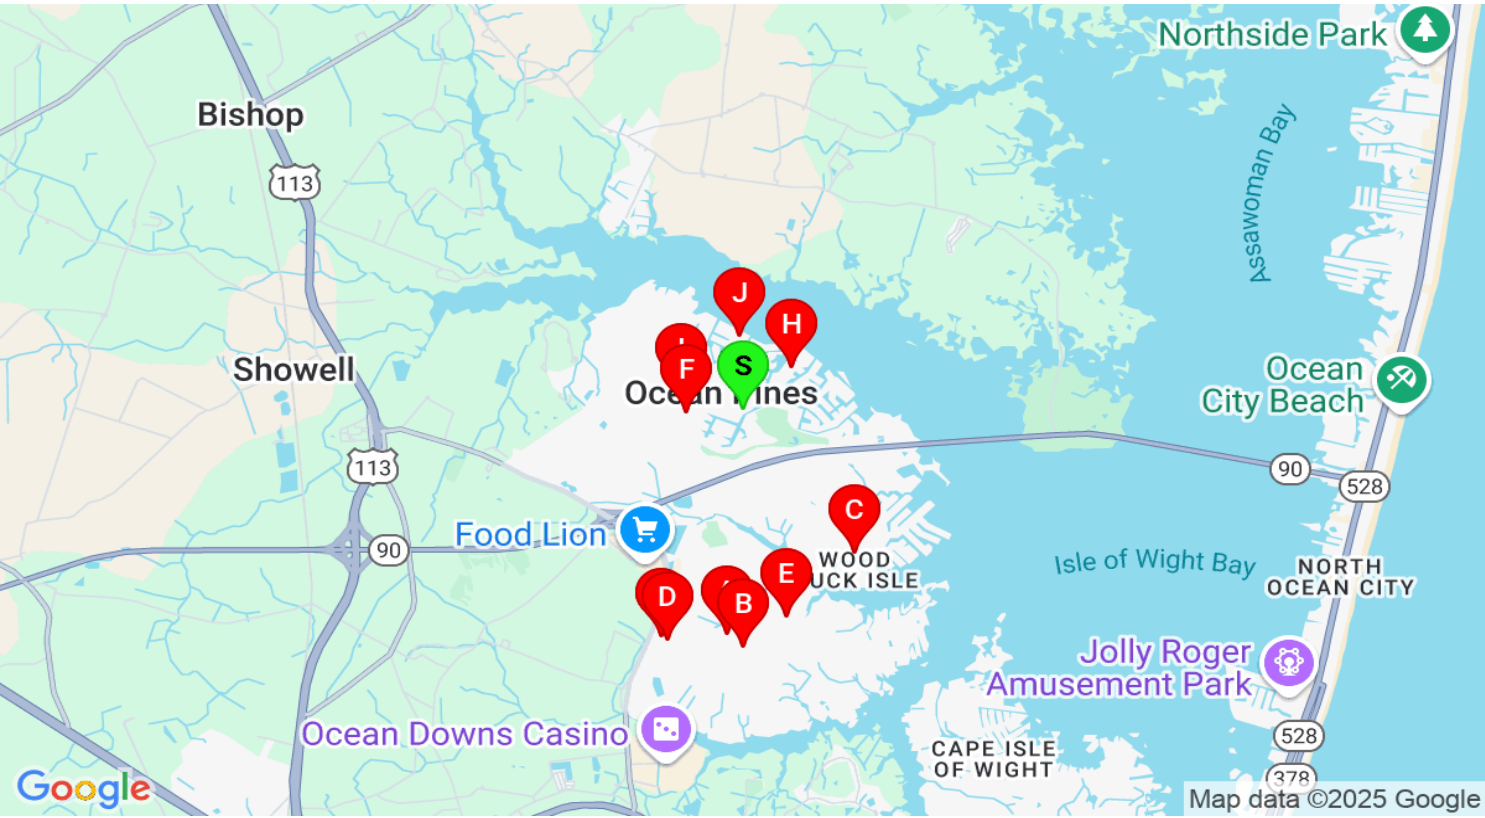 Northside Park
Bishop
113
Assawoman Bay
J
H
S
F
Showell
Ocean
City Beach
113
90
528
C
Food Lion
90
WOOD
UCK ISLE
Isle of Wight Bay
NORTH
OCEAN CITY
E
D
B
Jolly Roger
Amusement Park
Ocean Downs Casino
528
CAPE ISLE
OF WIGHT
378
Google
Map data ©2025 Google